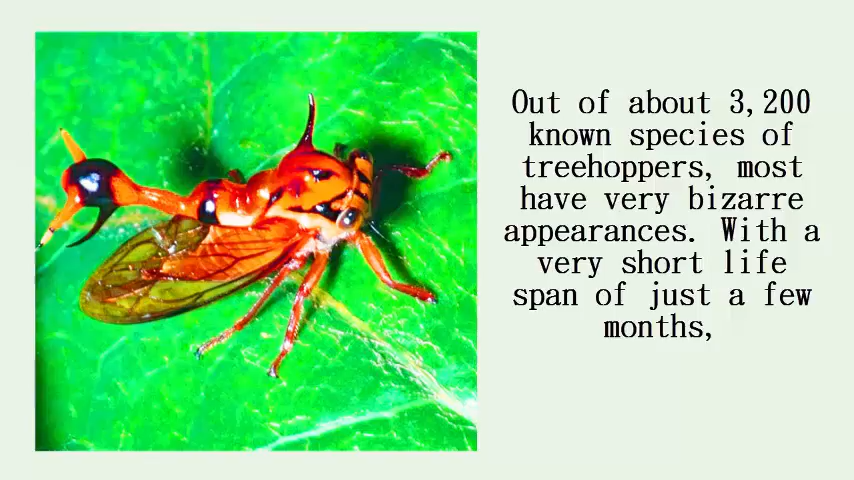 Out of about 3,200
known species of
treehoppers, most
have very bizarre
appearances. With a
very short life
span of just a few
months,